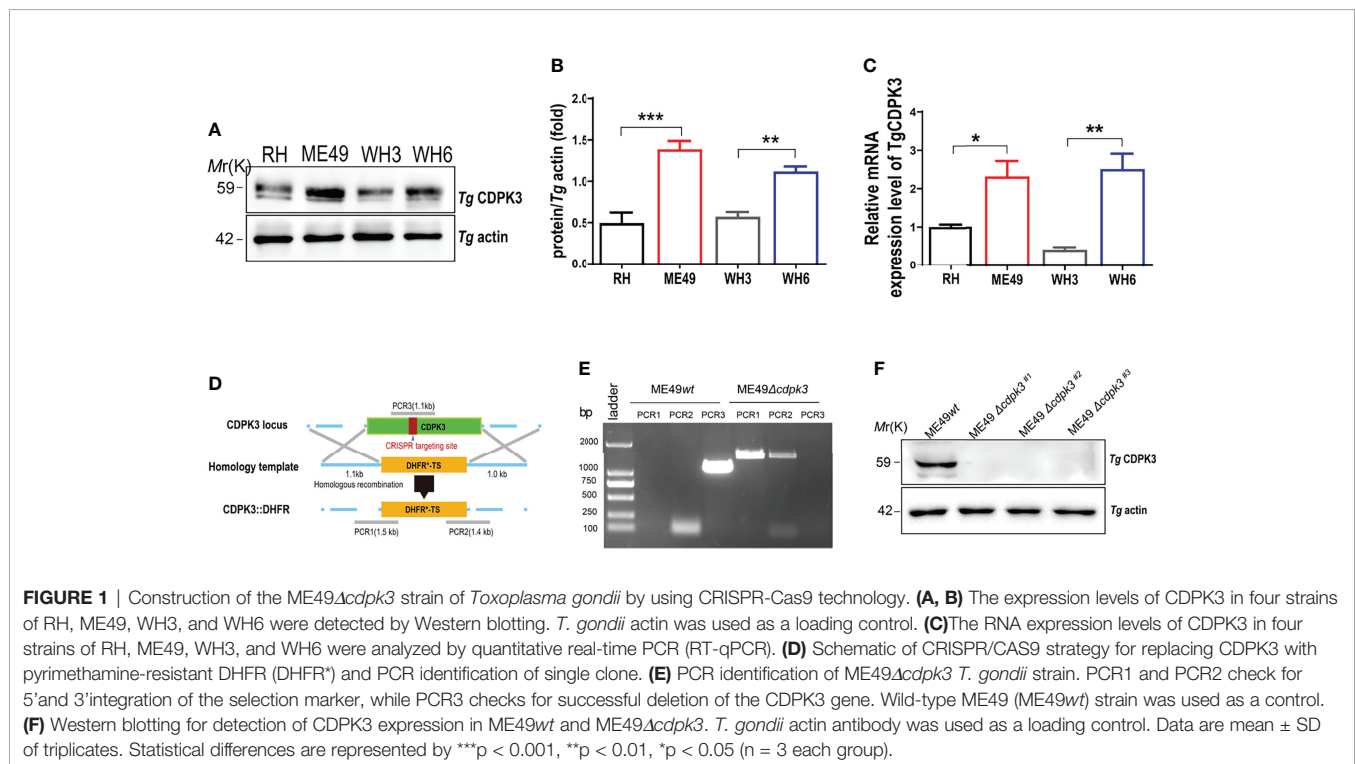 A
Mr(K)
RH ME49 WH3 WH6
59
Tg CDPK3
42
Tg actin
B
protein/Tg actin (fold)
2.0
1.5
1.0
0.5
0.0
***
**
RH ME49 WH3 WH6
C
Relative mRNA
expression level of TgCDPK3
4
3
2
1
0
*
**
RH ME49 WH3 WH6
D
PCR3(1.1kb)
CDPK3 locus
CDPK3
CRISPR targeting site
Homology template
DHFR*-TS
1.1kb
1.0 kb
Homologous recombination
CDPK3::DHFR
DHFR*-TS
PCR1(1.5 kb)
PCR2(1.4 kb)
E
ladder
ME49wt
ME49Δcdpk3
bp
PCR1 PCR2 PCR3 PCR1 PCR2 PCR3
2000
1000
750
500
250
100
F
ME49wt
ME49 Δcdpk3 #1
ME49 Δcdpk3 #2
ME49 Δcdpk3 #3
Mr(K)
59
Tg CDPK3
42
Tg actin
FIGURE 1 | Construction of the ME49Δcdpk3 strain of Toxoplasma gondii by using CRISPR-Cas9 technology. (A, B) The expression levels of CDPK3 in four strains
of RH, ME49, WH3, and WH6 were detected by Western blotting. T. gondii actin was used as a loading control. (C)The RNA expression levels of CDPK3 in four
strains of RH, ME49, WH3, and WH6 were analyzed by quantitative real-time PCR (RT-qPCR). (D) Schematic of CRISPR/CAS9 strategy for replacing CDPK3 with
pyrimethamine-resistant DHFR (DHFR*) and PCR identification of single clone. (E) PCR identification of ME49Δcdpk3 T. gondii strain. PCR1 and PCR2 check for
5'and 3'integration of the selection marker, while PCR3 checks for successful deletion of the CDPK3 gene. Wild-type ME49 (ME49wt) strain was used as a control.
(F) Western blotting for detection of CDPK3 expression in ME49wt and ME49Δcdpk3. T. gondii actin antibody was used as a loading control. Data are mean ± SD
of triplicates. Statistical differences are represented by ***p < 0.001, **p < 0.01, *p < 0.05 (n = 3 each group).